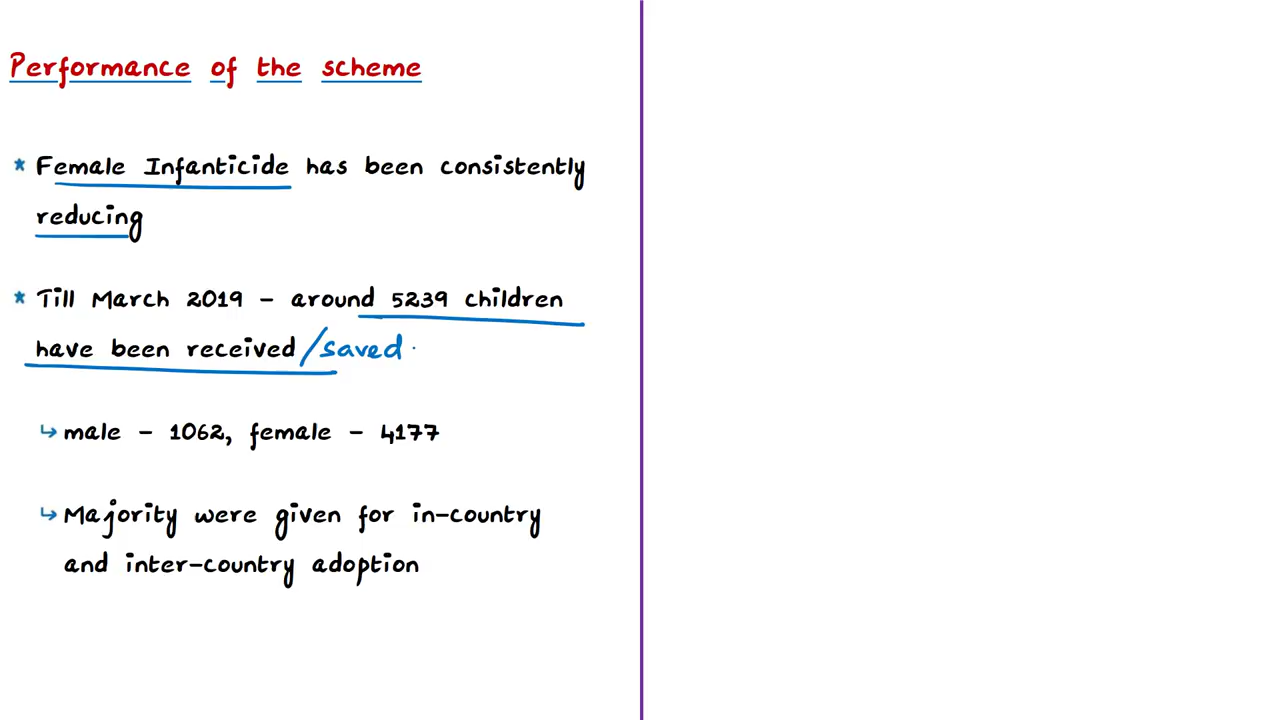 Performance of the scheme
* Female Infanticide has been consistently
reducing
* Till March 2019 - around 5239 children
have been received /saved
↳ male - 1062, female - 4177
↳ Majority were given for in-country
and inter-country adoption